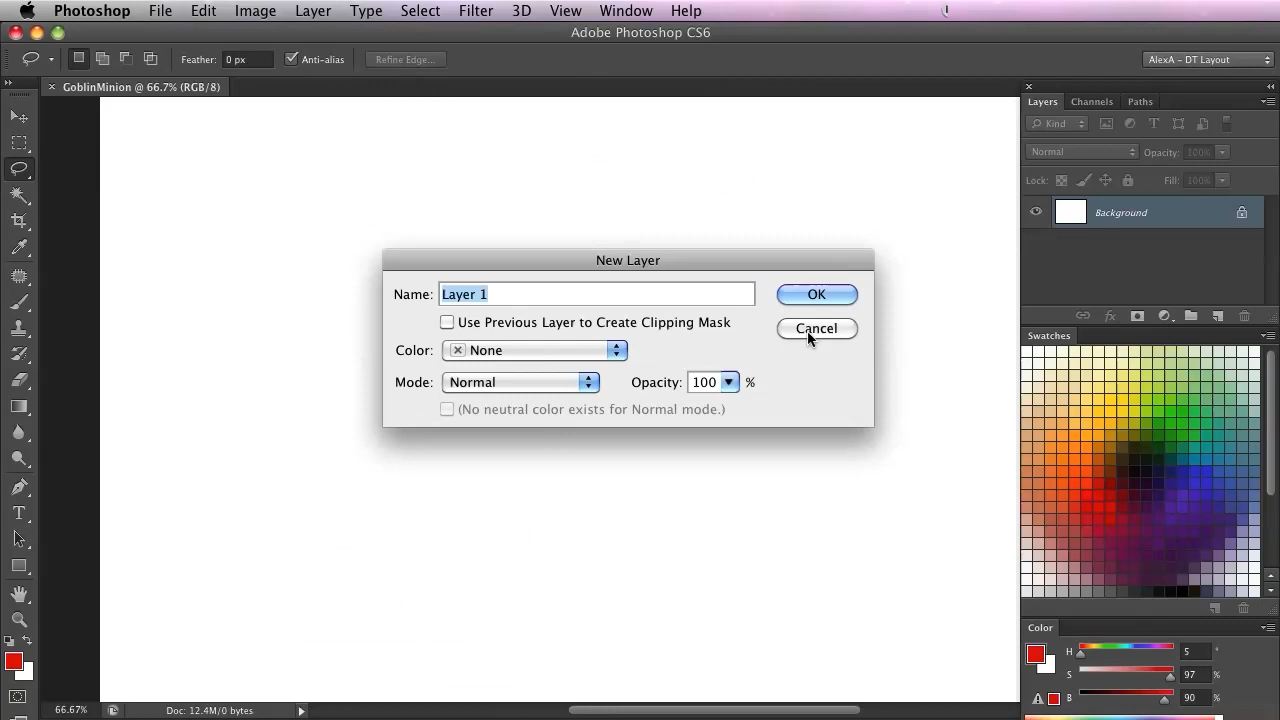 Photoshop File Edit Image Layer Type Select Filter 3D View Window Help
Adobe Photoshop CS6
Feather: 0 px Anti-alias Refine Edge... AlexA - DT Layout
GoblinMinion @ 66.7% (RGB/8)
Layers Channels Paths
Kind
Normal Opacity: 100%
Lock: Fill: 100%
Background
New Layer
Name: Layer 1 OK
Use Previous Layer to Create Clipping Mask Cancel
Color: None
Mode: Normal Opacity: 100 %
(No neutral color exists for Normal mode.)
Swatches
Color
H 5 °
S 97 %
B 90 %
66.67% Doc: 12.4M/0 bytes